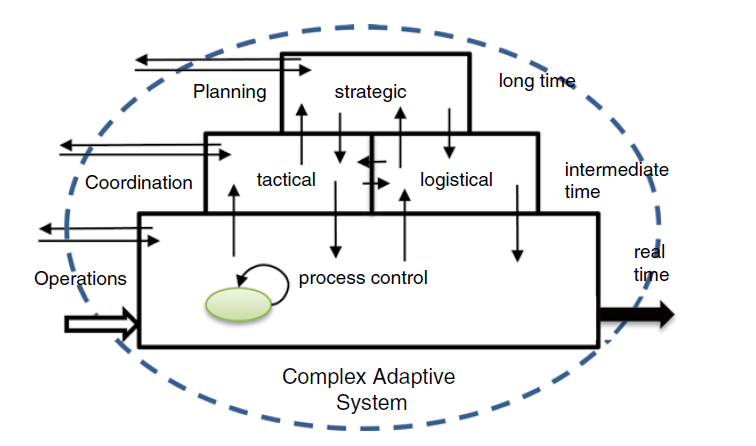 Planning
strategic
long time
Coordination
tactical
logistical
intermediate
time
Operations
process control
real
time
Complex Adaptive
System